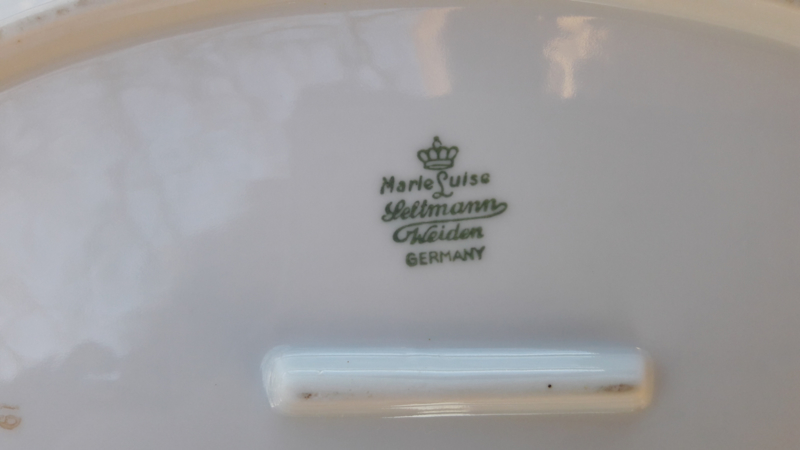 Marie Luise
Seltmann
Weiden
GERMANY